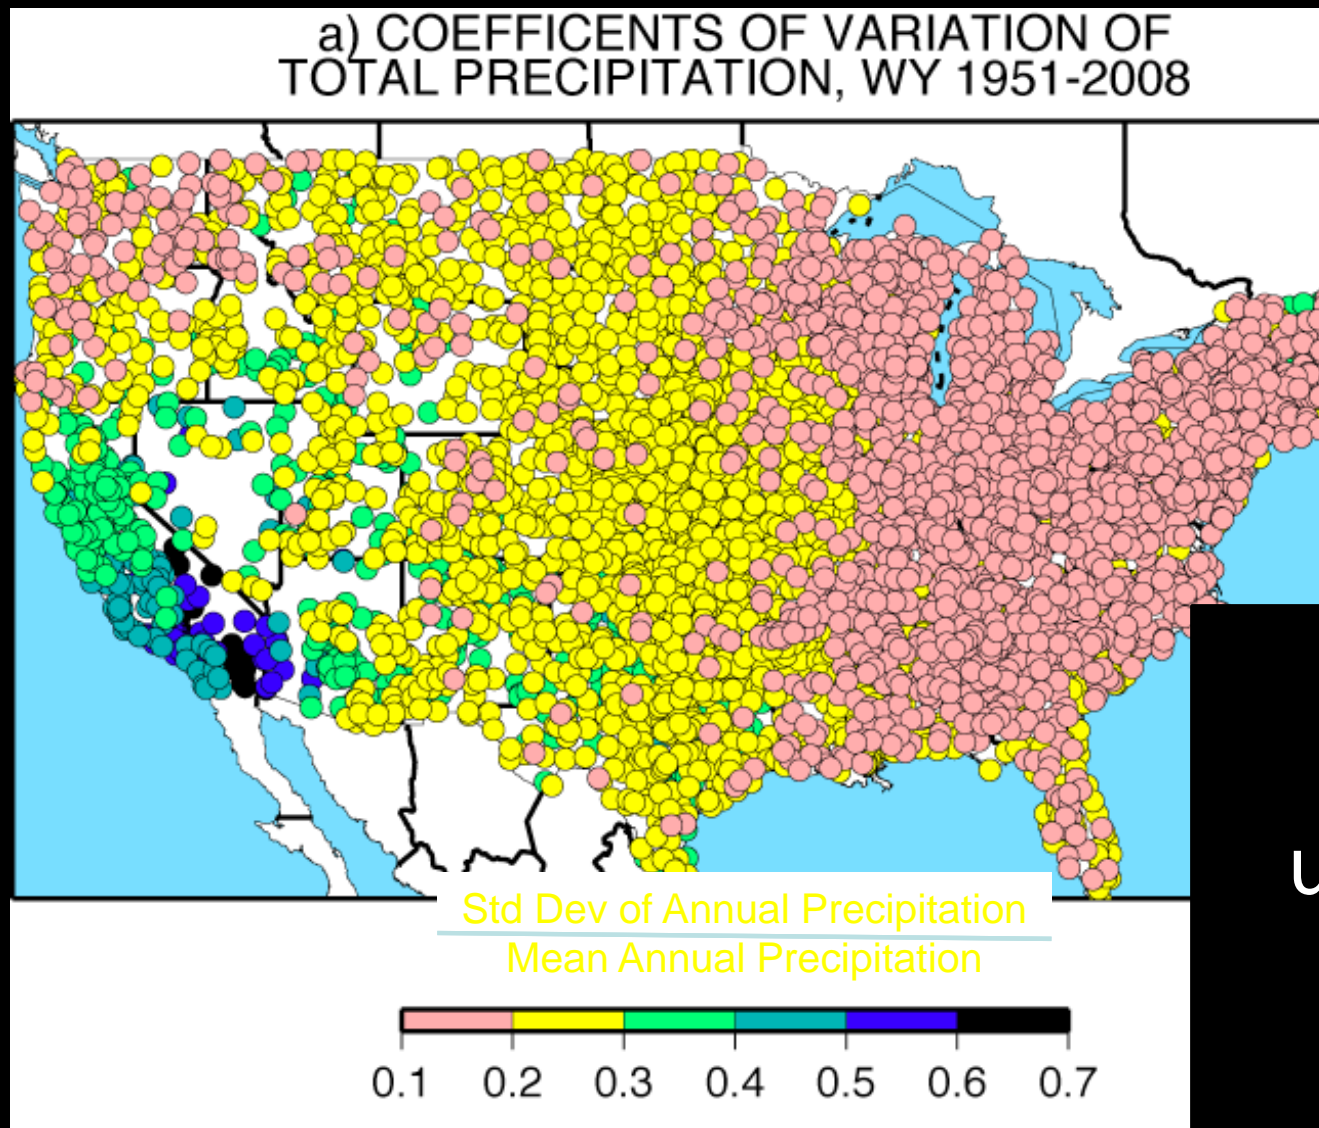 a) COEFFICENTS OF VARIATION OF
TOTAL PRECIPITATION, WY 1951-2008
Std Dev of Annual Precipitation
Mean Annual Precipitation
0.1 0.2 0.3 0.4 0.5 0.6 0.7